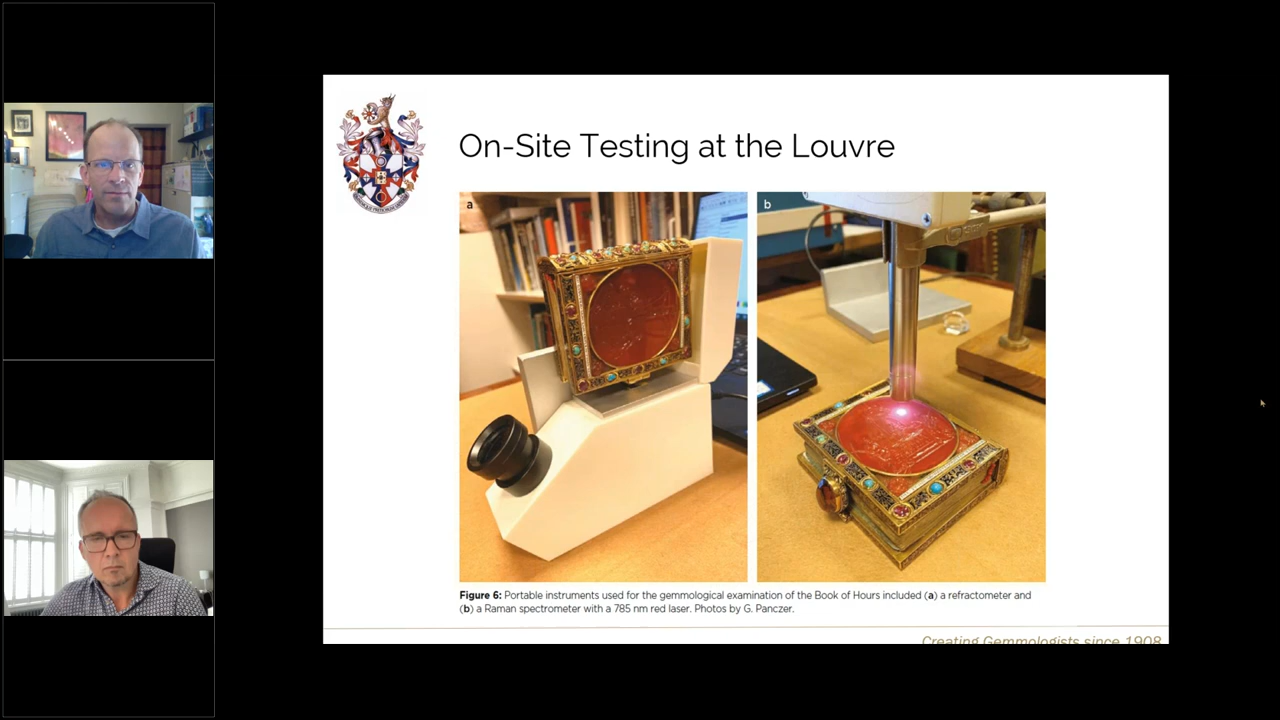 On-Site Testing at the Louvre
a
b
Figure 6: Portable instruments used for the gemmological examination of the Book of Hours included (a) a refractometer and
(b) a Raman spectrometer with a 785 nm red laser. Photos by G. Panczer.
Creating Gemmologists since 1908